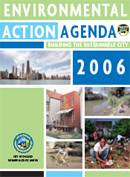 ENVIRONMENTAL
ACTION AGENDA
BUILDING THE SUSTAINABLE CITY
2006